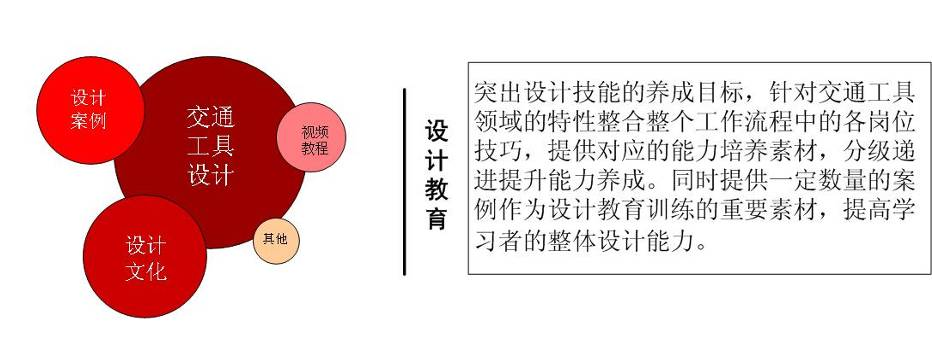 设计
案例
交通
工具
设计
视频
教程
设计
文化
其他
设计教育
突出设计技能的养成目标，针对交通工具
领域的特性整合整个工作流程中的各岗位
技巧，提供对应的能力培养素材，分级递
进提升能力养成。同时提供一定数量的案
例作为设计教育训练的重要素材，提高学
习者的整体设计能力。